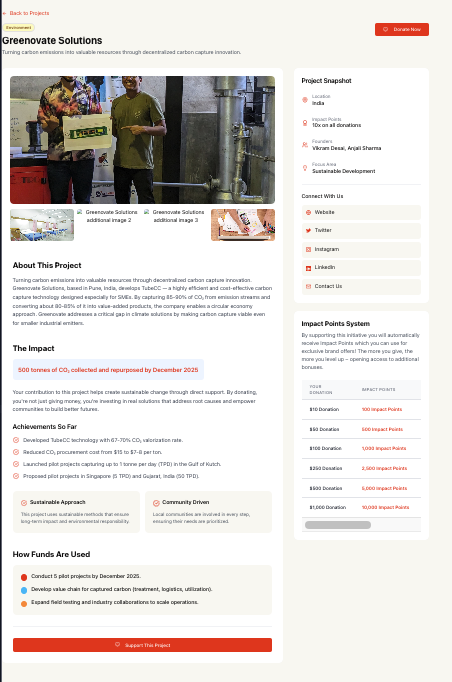 ← Back to Projects
Environment
Greenovate Solutions
Turning carbon emissions into valuable resources through decentralized carbon capture innovation.
Donate Now
Greenovate Solutions
additional image 2
Greenovate Solutions
additional image 3
About This Project
Turning carbon emissions into valuable resources through decentralized carbon capture innovation.
Greenovate Solutions, based in Pune, India, develops TubeCC — a highly efficient and cost-effective carbon
capture technology designed especially for SMEs. By capturing 85-90% of CO₂ from emission streams and
converting about 80-85% of it into value-added products, the company enables a circular economy
approach. Greenovate addresses a critical gap in climate solutions by making carbon capture viable even
for smaller industrial emitters.
The Impact
500 tonnes of CO₂ collected and repurposed by December 2025
Your contribution to this project helps create sustainable change through direct support. By donating,
you're not just giving money, you're investing in real solutions that address root causes and empower
communities to build better futures.
Achievements So Far
Developed TubeCC technology with 67-70% CO₂ valorization rate.
Reduced CO₂ procurement cost from $15 to $7-8 per ton.
Launched pilot projects capturing up to 1 tonne per day (TPD) in the Gulf of Kutch.
Proposed pilot projects in Singapore (5 TPD) and Gujarat, India (50 TPD).
Sustainable Approach
This project uses sustainable methods that ensure
long-term impact and environmental responsibility.
Community Driven
Local communities are involved in every step,
ensuring their needs are prioritized.
How Funds Are Used
Conduct 5 pilot projects by December 2025.
Develop value chain for captured carbon (treatment, logistics, utilization).
Expand field testing and industry collaborations to scale operations.
Support This Project
Project Snapshot
Location
India
Impact Points
10x on all donations
Founders
Vikram Desai, Anjali Sharma
Focus Area
Sustainable Development
Connect With Us
Website
Twitter
Instagram
LinkedIn
Contact Us
Impact Points System
By supporting this initiative you will automatically
receive Impact Points which you can use for
exclusive brand offers! The more you give, the
more you level up – opening access to additional
bonuses.
YOUR DONATION IMPACT POINTS
$10 Donation 100 Impact Points
$50 Donation 500 Impact Points
$100 Donation 1,000 Impact Points
$250 Donation 2,500 Impact Points
$500 Donation 5,000 Impact Points
$1,000 Donation 10,000 Impact Points